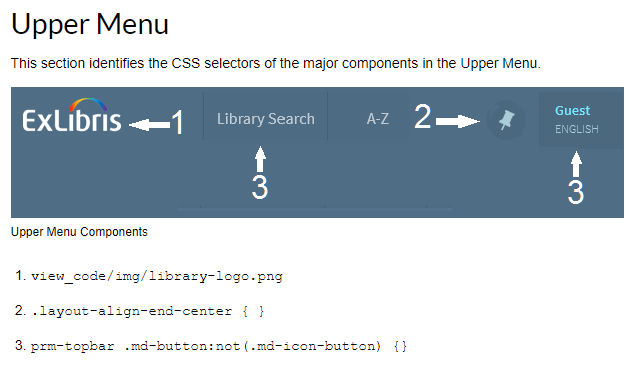 Upper Menu
This section identifies the CSS selectors of the major components in the Upper Menu.
ExLibris 1 Library Search A-Z 2 Guest
ENGLISH
3 3
Upper Menu Components
1. view_code/img/library-logo.png
2. .layout-align-end-center { }
3. prm-topbar .md-button:not(.md-icon-button) {}